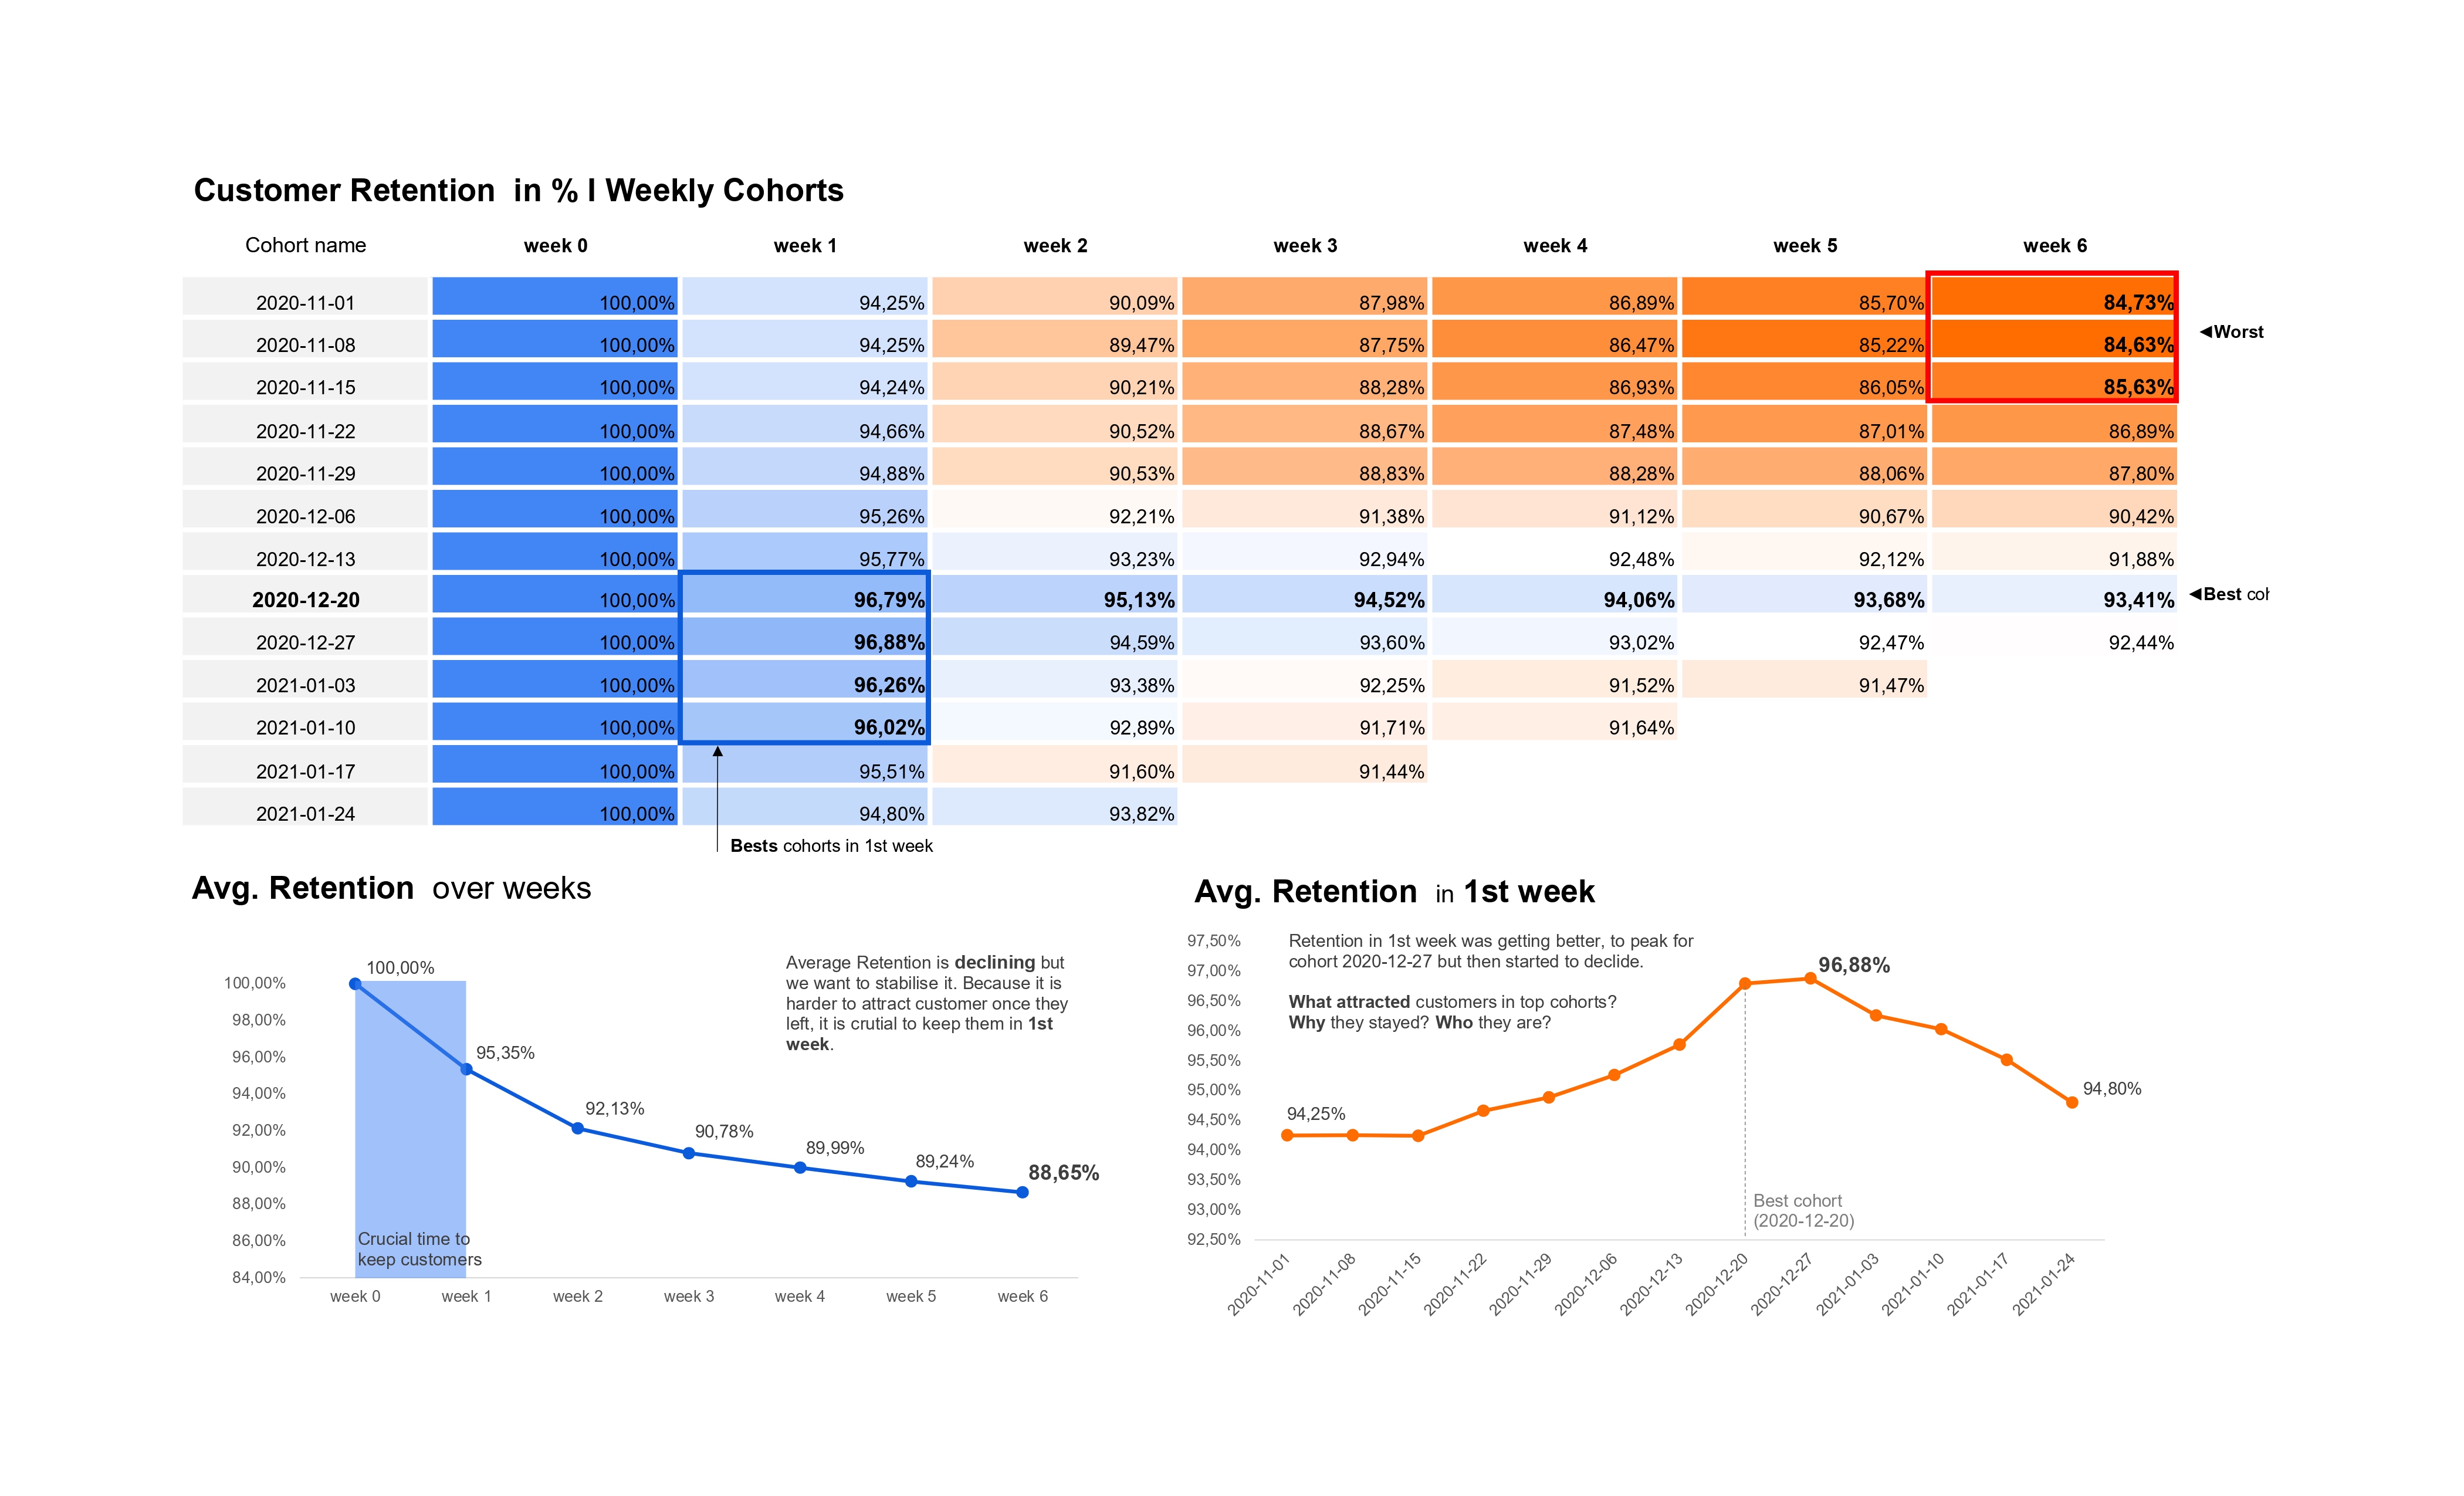 Customer Retention in % I Weekly Cohorts
Cohort name week 0 week 1 week 2 week 3 week 4 week 5 week 6
2020-11-01 100,00% 94,25% 90,09% 87,98% 86,89% 85,70% 84,73%
2020-11-08 100,00% 94,25% 89,47% 87,75% 86,47% 85,22% 84,63%
◄Worst
2020-11-15 100,00% 94,24% 90,21% 88,28% 86,93% 86,05% 85,63%
2020-11-22 100,00% 94,66% 90,52% 88,67% 87,48% 87,01% 86,89%
2020-11-29 100,00% 94,88% 90,53% 88,83% 88,28% 88,06% 87,80%
2020-12-06 100,00% 95,26% 92,21% 91,38% 91,12% 90,67% 90,42%
2020-12-13 100,00% 95,77% 93,23% 92,94% 92,48% 92,12% 91,88%
2020-12-20 100,00% 96,79% 95,13% 94,52% 94,06% 93,68% 93,41%
◄Best
2020-12-27 100,00% 96,88% 94,59% 93,60% 93,02% 92,47% 92,44%
2021-01-03 100,00% 96,26% 93,38% 92,25% 91,52% 91,47%
2021-01-10 100,00% 96,02% 92,89% 91,71% 91,64%
2021-01-17 100,00% 95,51% 91,60% 91,44%
2021-01-24 100,00% 94,80% 93,82%
Bests cohorts in 1st week
Avg. Retention over weeks
Average Retention is declining but
we want to stabilise it. Because it is
harder to attract customer once they
left, it is crutial to keep them in 1st
week.
100,00%
98,00%
96,00%
94,00%
92,00%
90,00%
88,00%
86,00%
84,00%
100,00%
95,35%
92,13%
90,78%
89,99%
89,24%
88,65%
Crucial time to
keep customers
week 0 week 1 week 2 week 3 week 4 week 5 week 6
Avg. Retention in 1st week
Retention in 1st week was getting better, to peak for
cohort 2020-12-27 but then started to declide.
What attracted customers in top cohorts?
Why they stayed? Who they are?
97,50%
97,00%
96,50%
96,00%
95,50%
95,00%
94,50%
94,00%
93,50%
93,00%
92,50%
94,25%
96,88%
94,80%
Best cohort
(2020-12-20)
2020-11-01
2020-11-08
2020-11-15
2020-11-22
2020-11-29
2020-12-06
2020-12-13
2020-12-20
2020-12-27
2021-01-03
2021-01-10
2021-01-17
2021-01-24